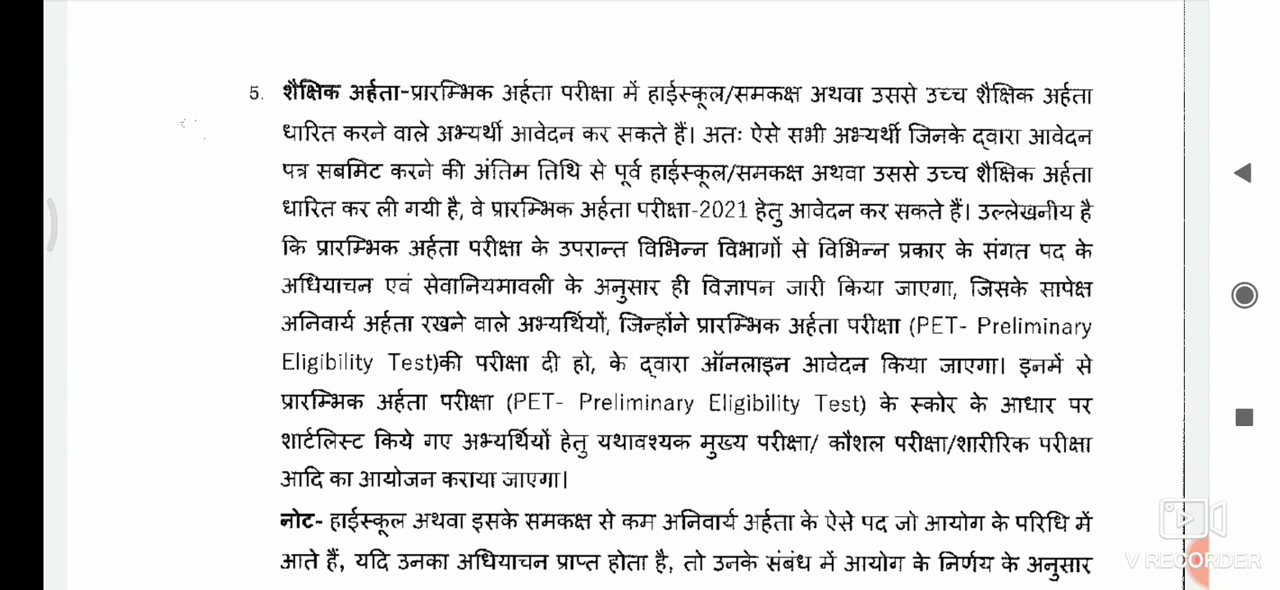 5. शैक्षिक अर्हता-प्रारम्भिक अर्हता परीक्षा में हाईस्कूल/समकक्ष अथवा उससे उच्च शैक्षिक अर्हता
धारित करने वाले अभ्यर्थी आवेदन कर सकते हैं। अतः ऐसे सभी अभ्यर्थी जिनके द्वारा आवेदन
पत्र सबमिट करने की अंतिम तिथि से पूर्व हाईस्कूल/समकक्ष अथवा उससे उच्च शैक्षिक अर्हता
धारित कर ली गयी है, वे प्रारम्भिक अर्हता परीक्षा-2021 हेतु आवेदन कर सकते हैं। उल्लेखनीय है
कि प्रारम्भिक अर्हता परीक्षा के उपरान्त विभिन्न विभागों से विभिन्न प्रकार के संगत पद के
अधियाचन एवं सेवानियमावली के अनुसार ही विज्ञापन जारी किया जाएगा, जिसके सापेक्ष
अनिवार्य अर्हता रखने वाले अभ्यर्थियों, जिन्होंने प्रारम्भिक अर्हता परीक्षा (PET- Preliminary
Eligibility Test)की परीक्षा दी हो, के द्वारा ऑनलाइन आवेदन किया जाएगा। इनमें से
प्रारम्भिक अर्हता परीक्षा (PET- Preliminary Eligibility Test) के स्कोर के आधार पर
शार्टलिस्ट किये गए अभ्यर्थियों हेतु यथावश्यक मुख्य परीक्षा/ कौशल परीक्षा/शारीरिक परीक्षा
आदि का आयोजन कराया जाएगा।
नोट- हाईस्कूल अथवा इसके समकक्ष से कम अनिवार्य अर्हता के ऐसे पद जो आयोग के परिधि में
आते हैं, यदि उनका अधियाचन प्राप्त होता है, तो उनके संबंध में आयोग के निर्णय के अनुसार
V RECORDER